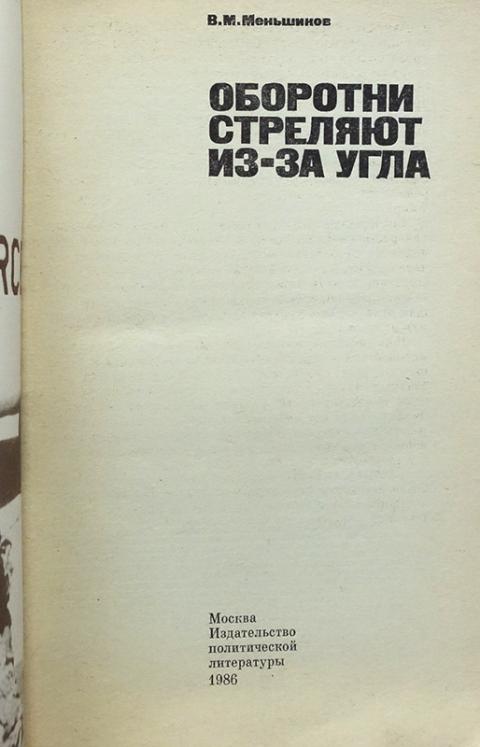 В.М.Меньшиков
ОБОРОТНИ
СТРЕЛЯЮТ
ИЗ-ЗА УГЛА
Москва
Издательство
политической
литературы
1986